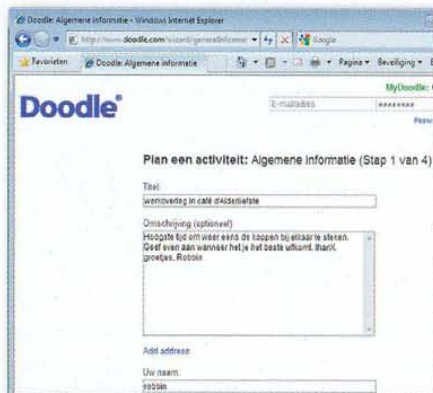 Doodle: Algemene informatie - Windows Internet Explorer
http://www.doodle.com/wizard/generalInformat
Google
Favorieten
Doodle: Algemene informatie
Pagina
Beveiliging
MyDoodle:
Doodle
E-mailadres
********
Plan een activiteit: Algemene informatie (Stap 1 van 4)
Titel
werkoverleg in café d'Alderliefste
Omschrijving (optioneel)
Hoogste tijd om weer eens de koppen bij elkaar te steken.
Geef even aan wanneer het je het beste uitkomt. thanX.
groetjes, Robbin
Add address
Uw naam:
robbin